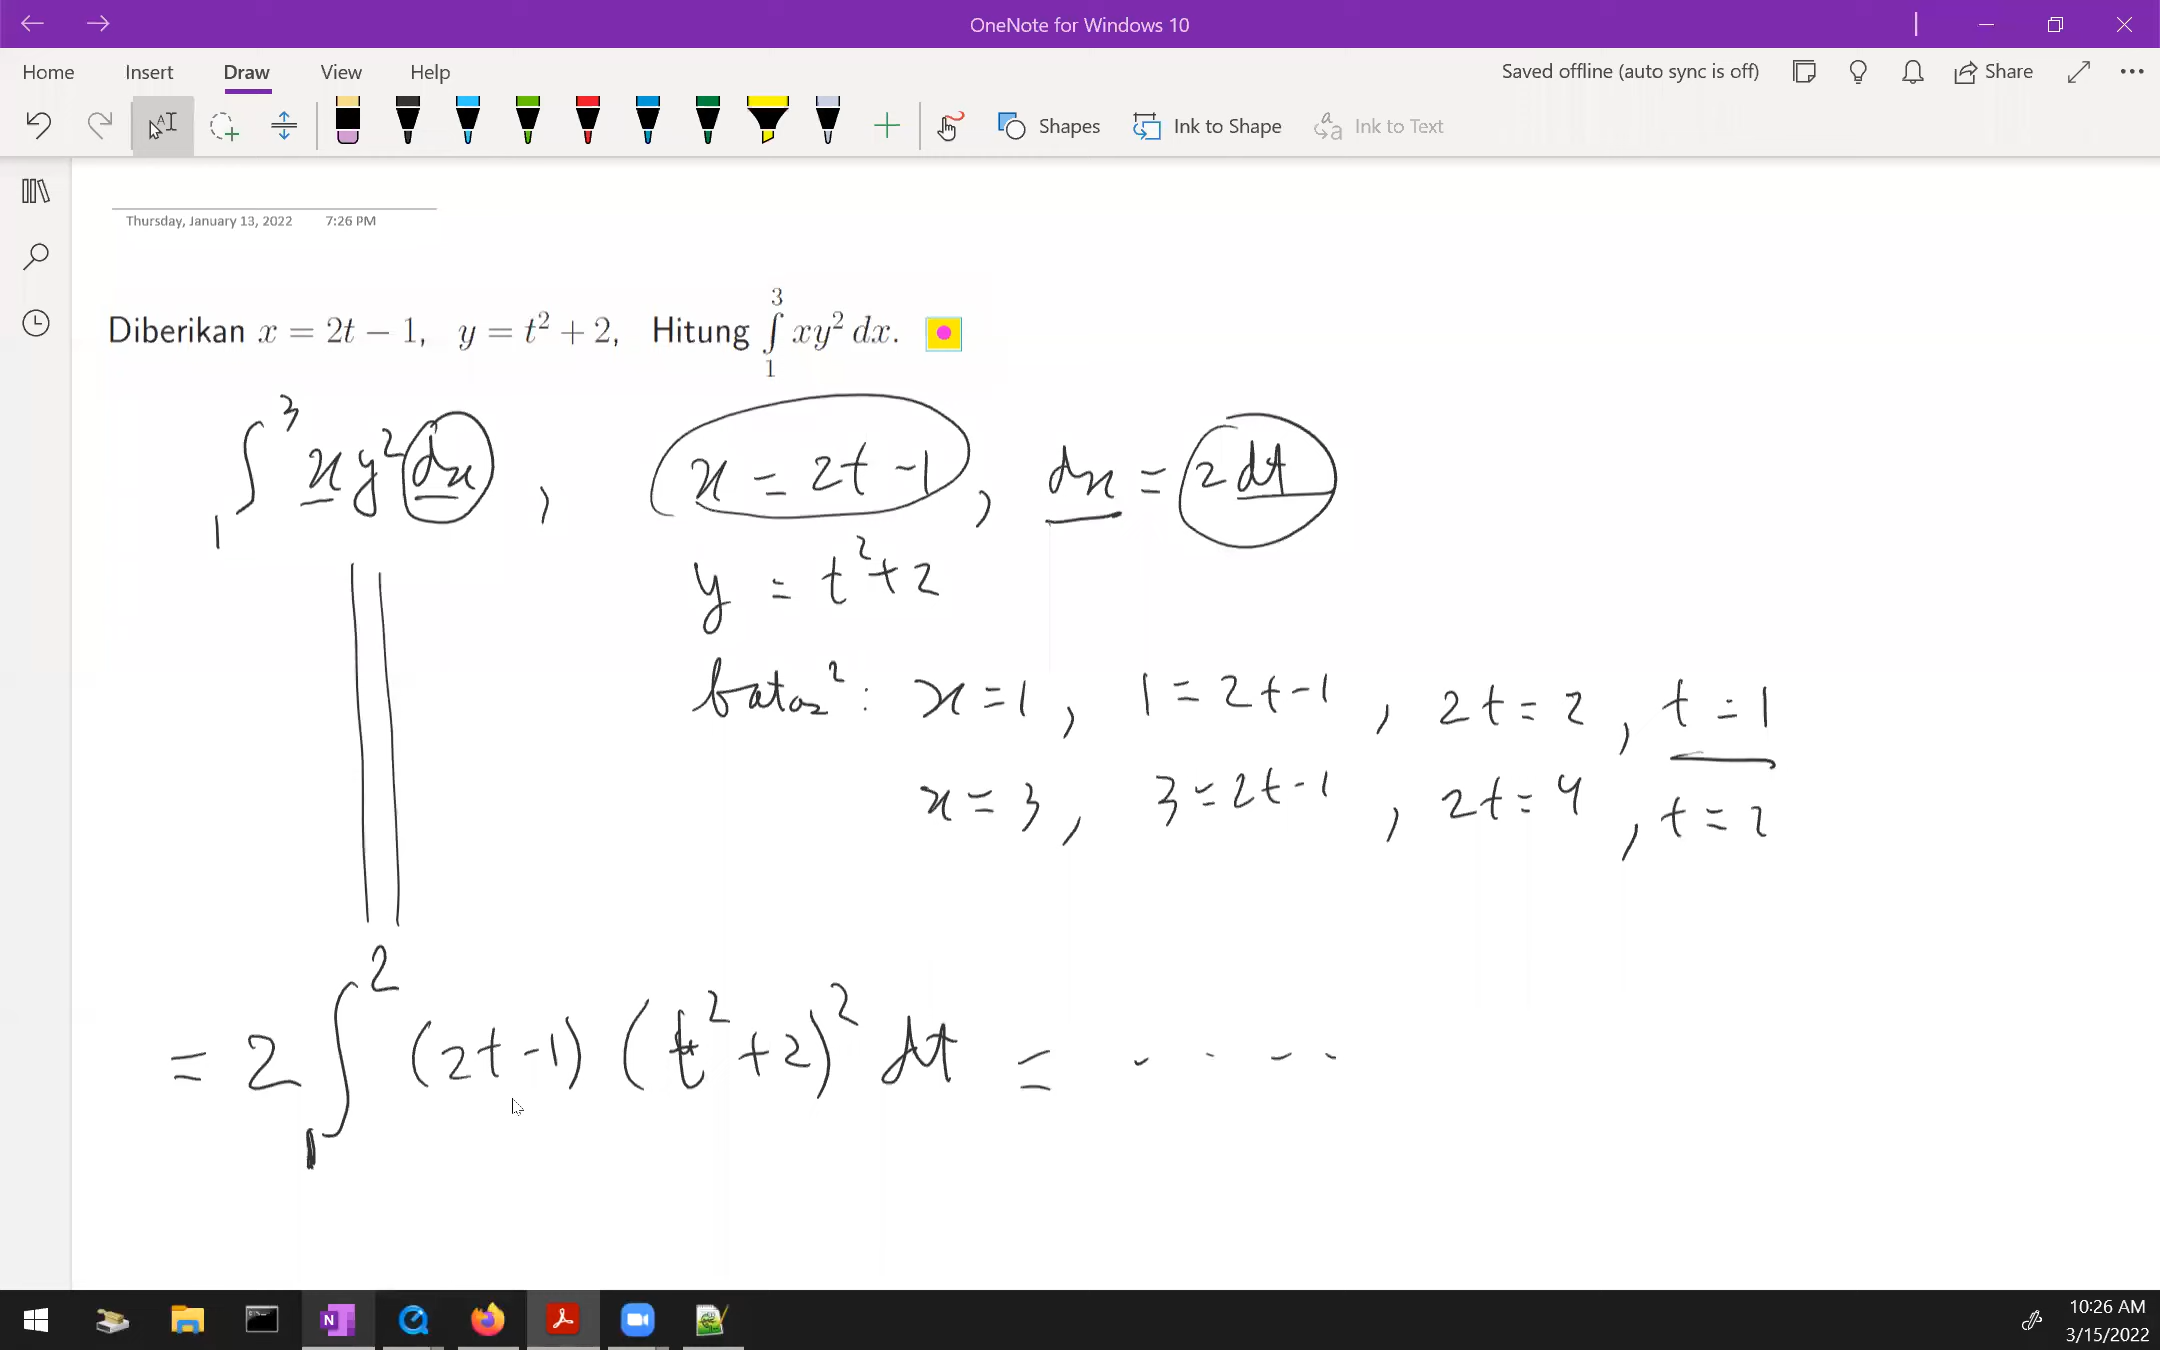 OneNote for Windows 10
Home Insert Draw View Help Saved offline (auto sync is off) Share
Shapes Ink to Shape Ink to Text
Thursday, January 13, 2022 7:26 PM
Diberikan x = 2t − 1, y = t² + 2, Hitung ∫₁³ xy² dx.
∫₁³ xy² dx , x = 2t −1 , dx = 2 dt
y = t² + 2
batas² : x = 1 , 1 = 2t −1 , 2t = 2 , t = 1
x = 3 , 3 = 2t −1 , 2t = 4 , t = 2
= 2 ∫₁² (2t −1) (t² + 2)² dt = - - - -
10:26 AM
3/15/2022